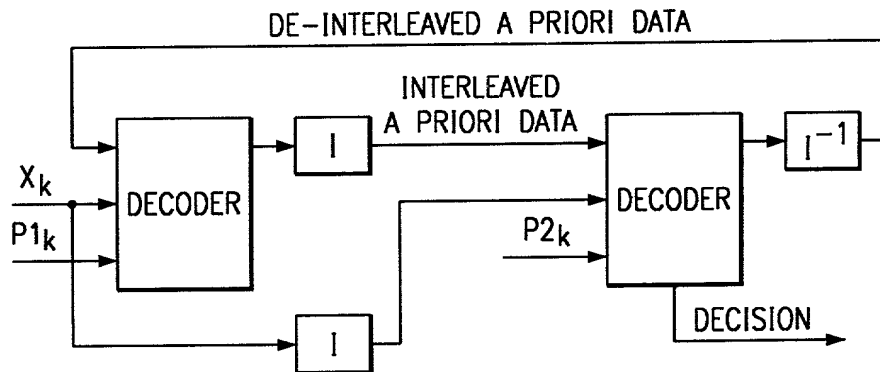 DE-INTERLEAVED A PRIORI DATA
INTERLEAVED
A PRIORI DATA
I
I⁻¹
Xk
DECODER
DECODER
P1k
P2k
I
DECISION